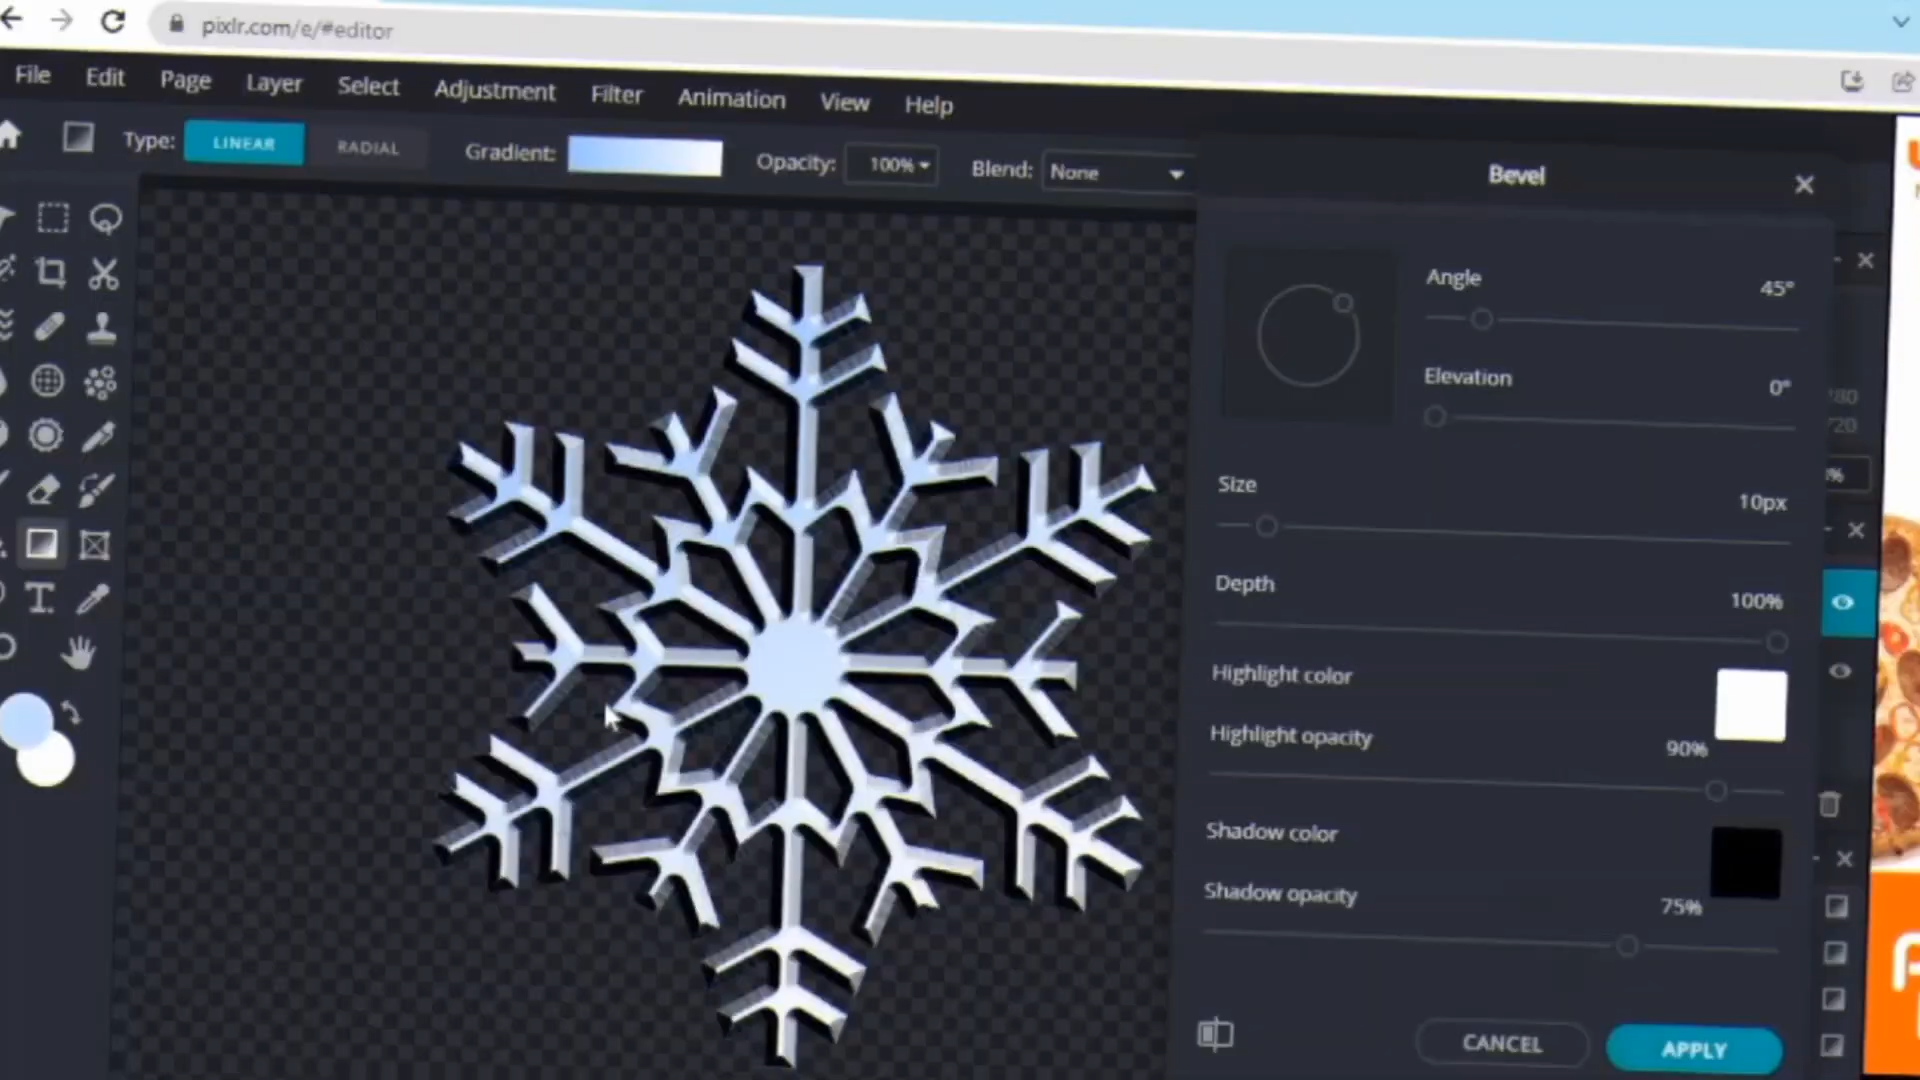 pixlr.com/e/#editor
File Edit Page Layer Select Adjustment Filter Animation View Help
Type: LINEAR RADIAL Gradient: Opacity: 100% Blend: None
Bevel
Angle 45°
Elevation 0°
Size 10px
Depth 100%
Highlight color
Highlight opacity 90%
Shadow color
Shadow opacity 75%
CANCEL APPLY
T